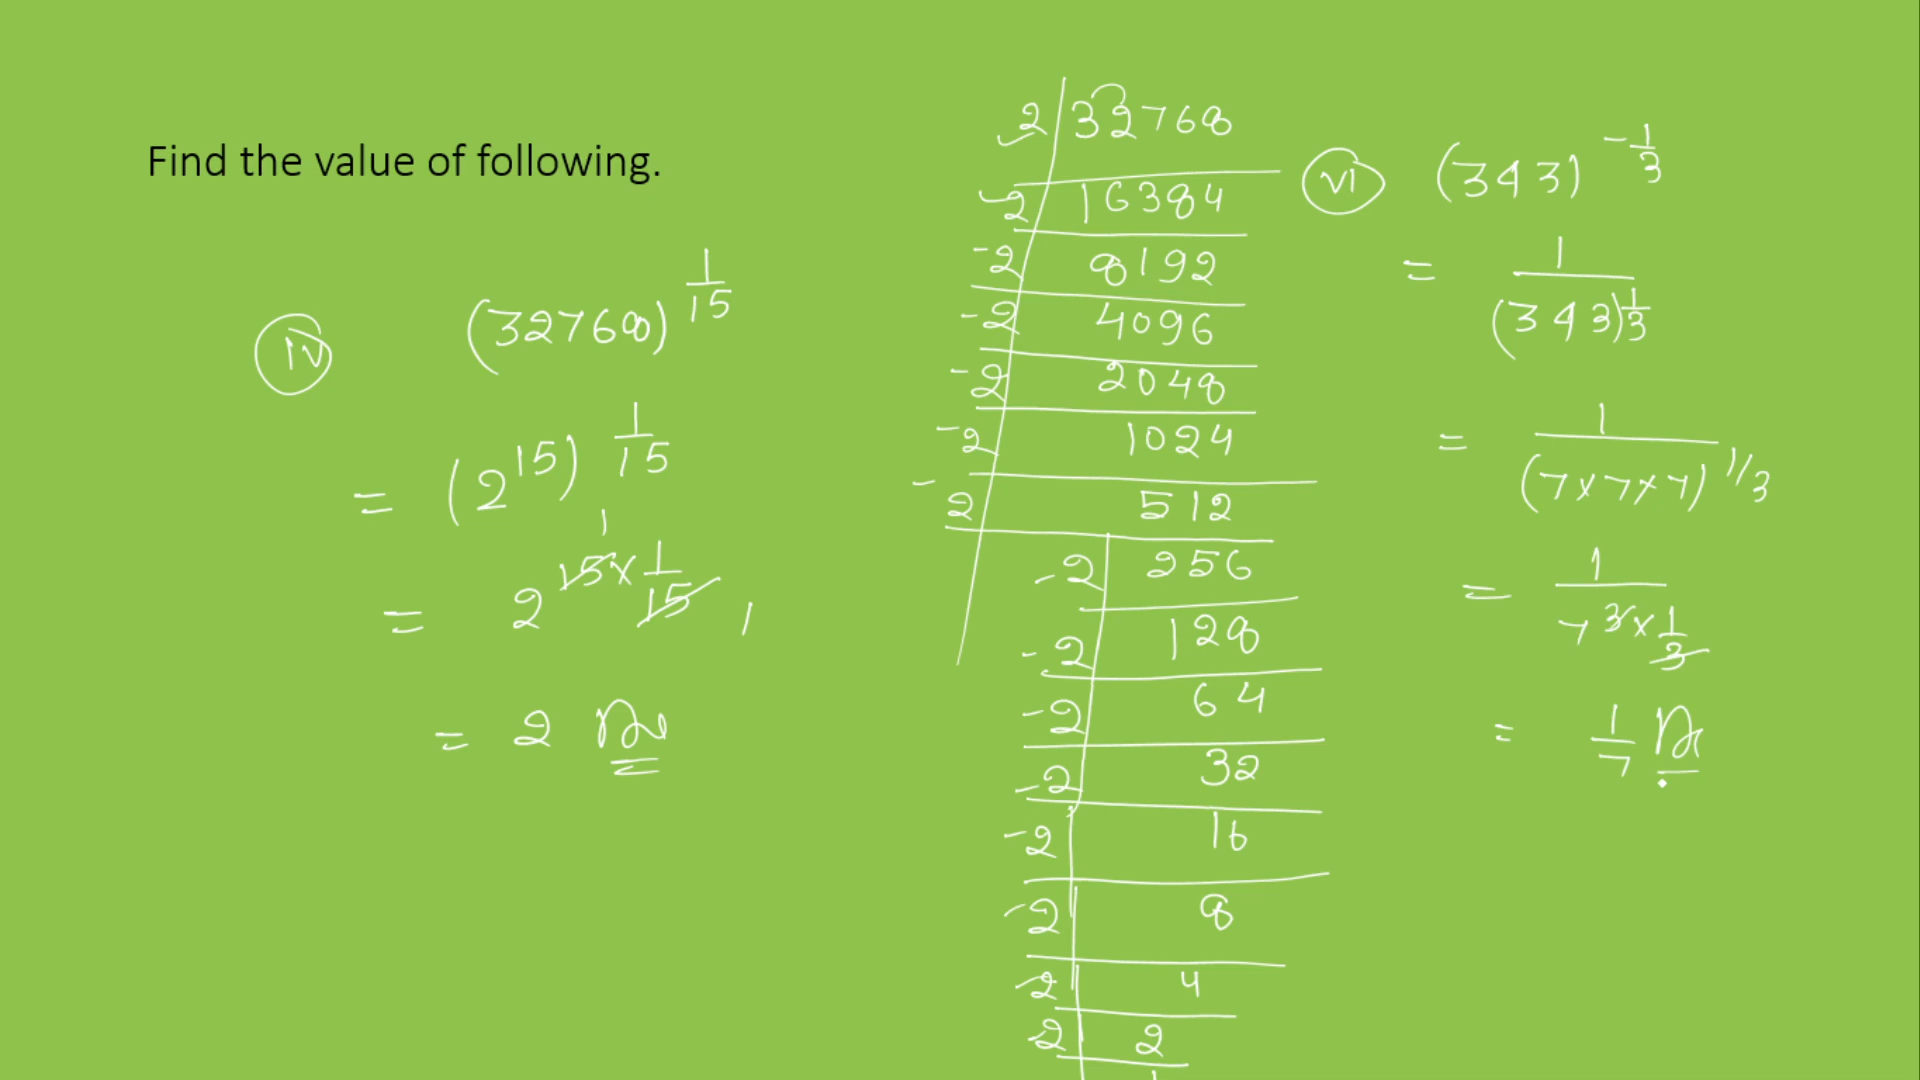 Find the value of following.
iv (32768)^1/15
= (2^15)^1/15
= 2^15×1/15
1
= 2
2 | 32768
2 | 16384
2 | 8192
2 | 4096
2 | 2048
2 | 1024
2 | 512
2 | 256
2 | 128
2 | 64
2 | 32
2 | 16
2 | 8
2 | 4
2 | 2
vi (343)^-1/3
= 1/(343)^1/3
= 1/(7×7×7)^1/3
= 1/7^3×1/3
= 1/7